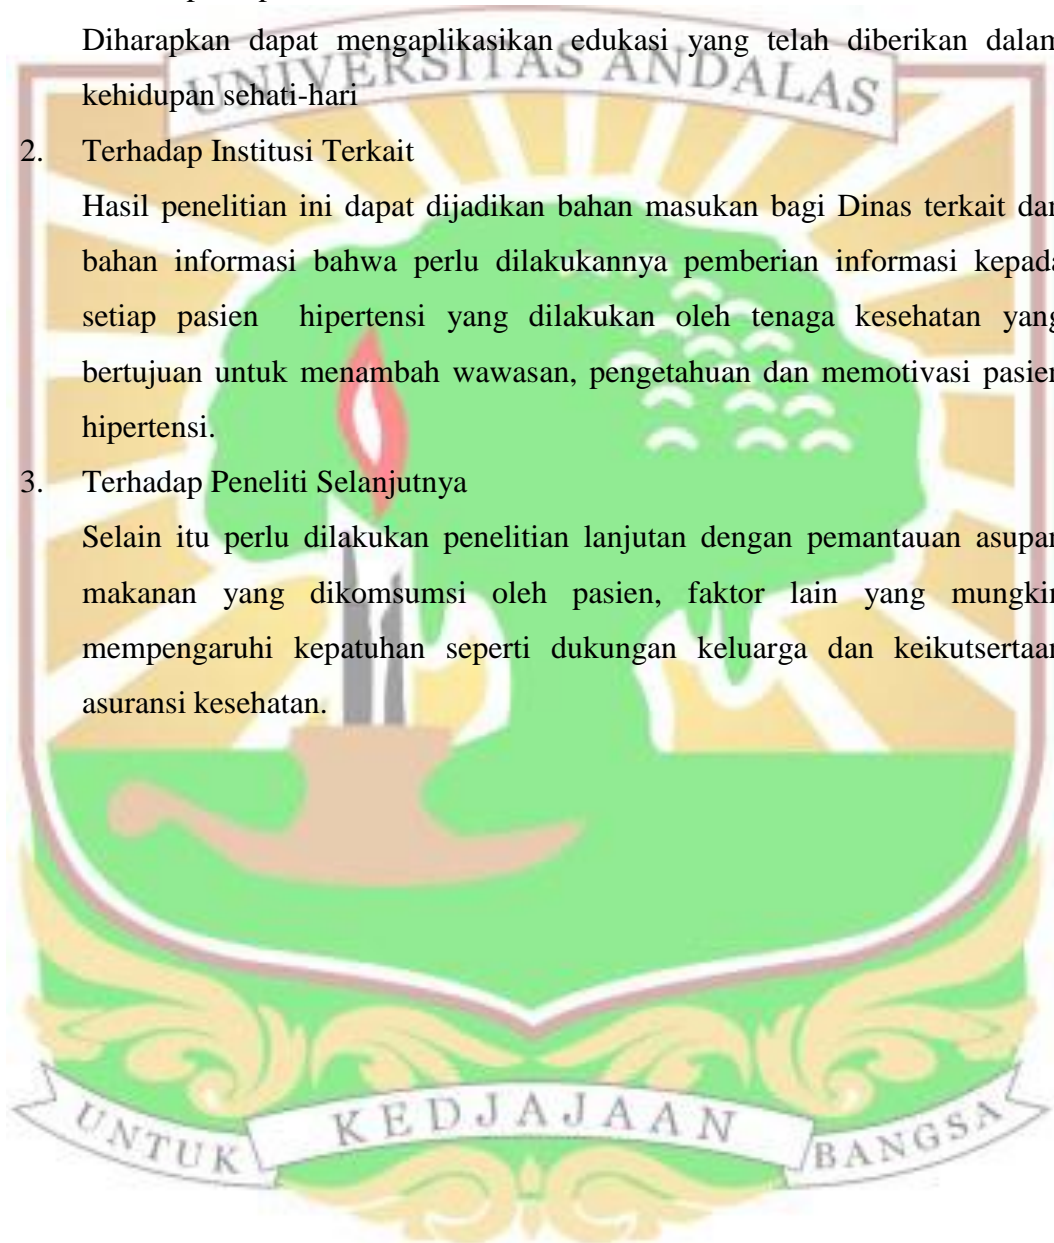 Diharapkan dapat mengaplikasikan edukasi yang telah diberikan dalam
UNIVERSITAS ANDALAS
kehidupan sehati-hari
2. Terhadap Institusi Terkait
Hasil penelitian ini dapat dijadikan bahan masukan bagi Dinas terkait dan
bahan informasi bahwa perlu dilakukannya pemberian informasi kepada
setiap pasien hipertensi yang dilakukan oleh tenaga kesehatan yang
bertujuan untuk menambah wawasan, pengetahuan dan memotivasi pasien
hipertensi.
3. Terhadap Peneliti Selanjutnya
Selain itu perlu dilakukan penelitian lanjutan dengan pemantauan asupan
makanan yang dikomsumsi oleh pasien, faktor lain yang mungkin
mempengaruhi kepatuhan seperti dukungan keluarga dan keikutsertaan
asuransi kesehatan.
UNTUK KEDJAJAAN BANGSA